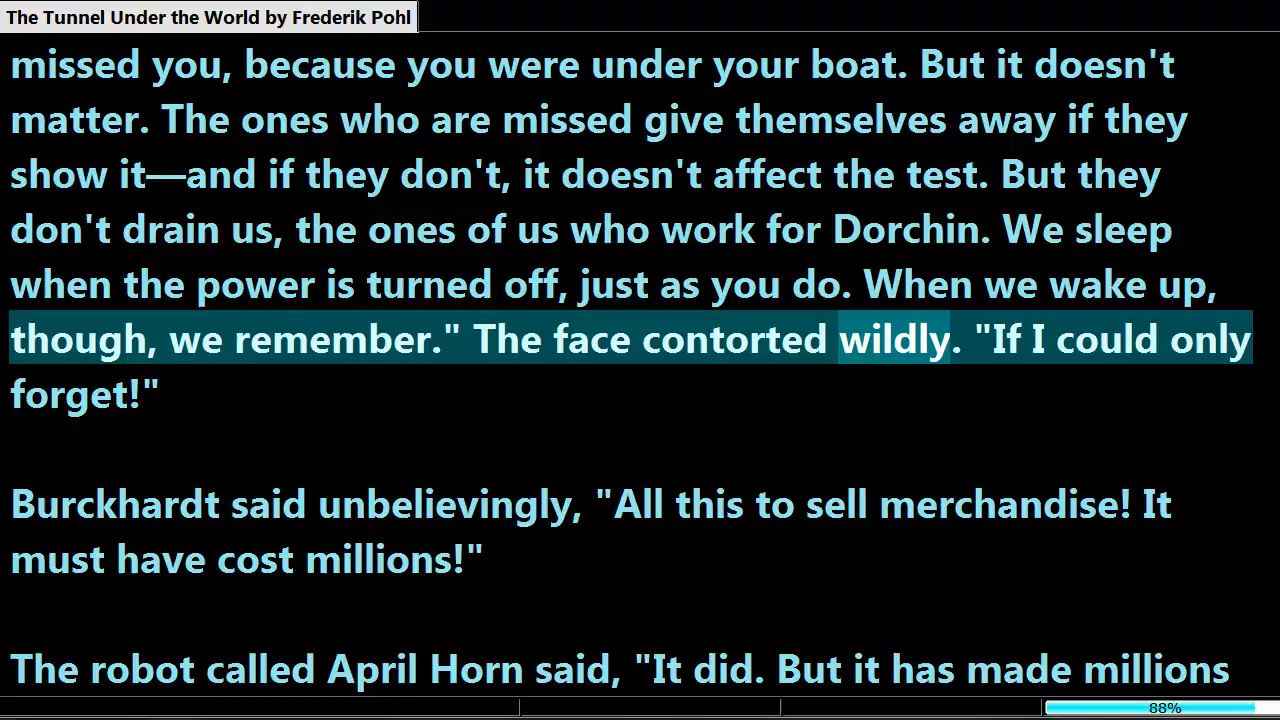 The Tunnel Under the World by Frederik Pohl
missed you, because you were under your boat. But it doesn't
matter. The ones who are missed give themselves away if they
show it—and if they don't, it doesn't affect the test. But they
don't drain us, the ones of us who work for Dorchin. We sleep
when the power is turned off, just as you do. When we wake up,
though, we remember." The face contorted wildly. "If I could only
forget!"
Burckhardt said unbelievingly, "All this to sell merchandise! It
must have cost millions!"
The robot called April Horn said, "It did. But it has made millions
88%